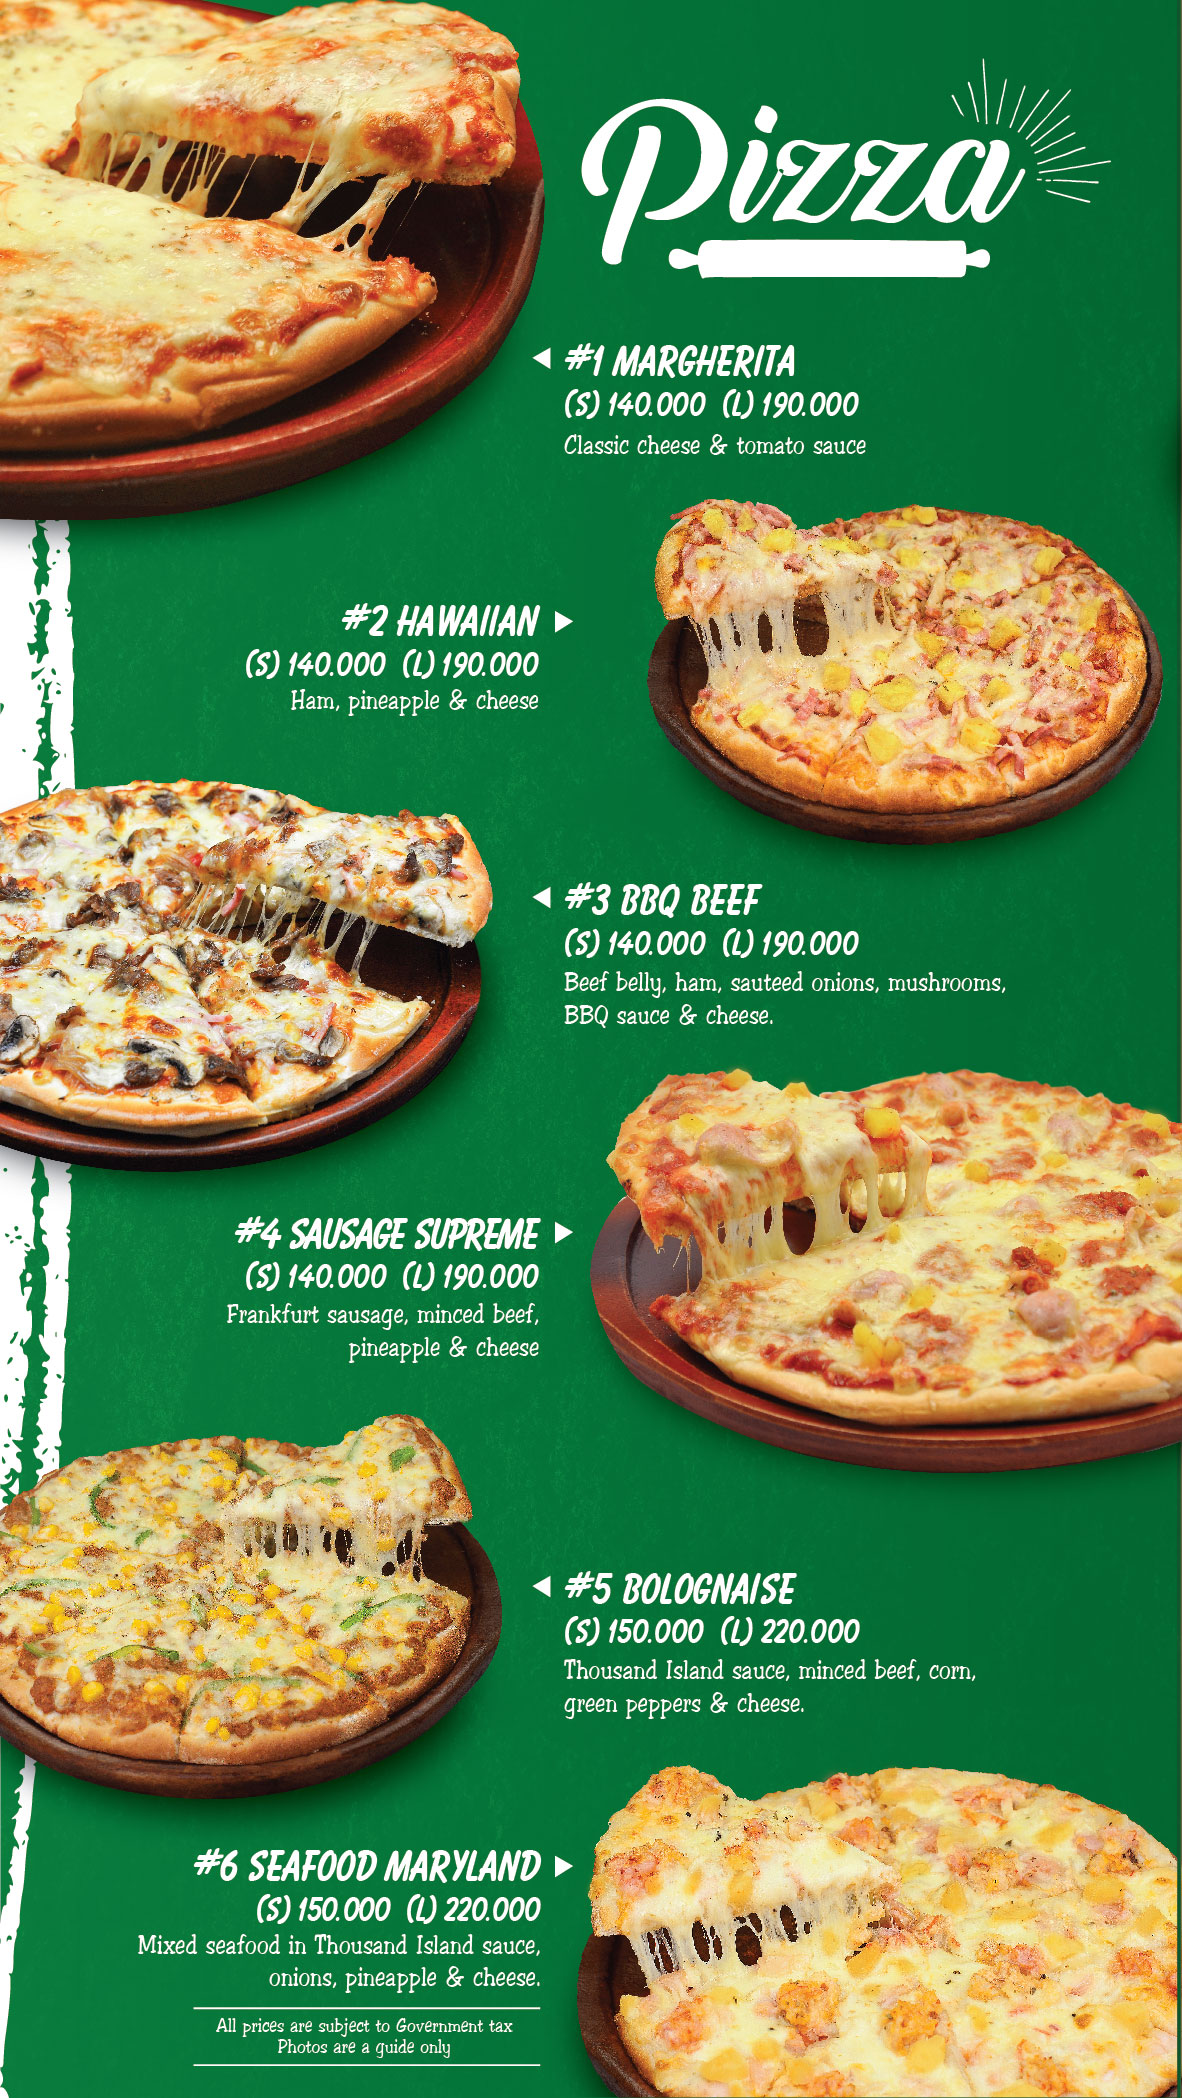 Pizza
#1 MARGHERITA
(S) 140.000 (L) 190.000
Classic cheese & tomato sauce
#2 HAWAIIAN
(S) 140.000 (L) 190.000
Ham, pineapple & cheese
#3 BBQ BEEF
(S) 140.000 (L) 190.000
Beef belly, ham, sauteed onions, mushrooms,
BBQ sauce & cheese.
#4 SAUSAGE SUPREME
(S) 140.000 (L) 190.000
Frankfurt sausage, minced beef,
pineapple & cheese
#5 BOLOGNAISE
(S) 150.000 (L) 220.000
Thousand Island sauce, minced beef, corn,
green peppers & cheese.
#6 SEAFOOD MARYLAND
(S) 150.000 (L) 220.000
Mixed seafood in Thousand Island sauce,
onions, pineapple & cheese.
All prices are subject to Government tax
Photos are a guide only